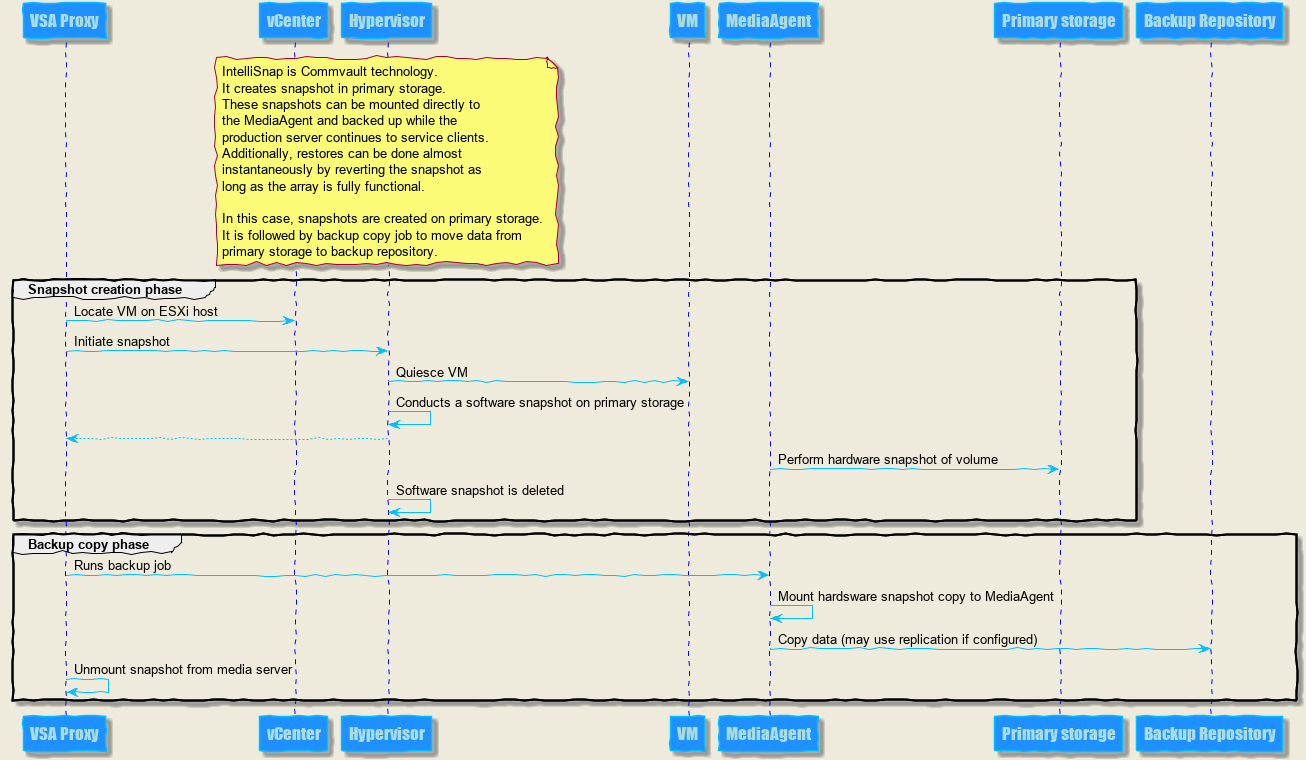 VSA Proxy vCenter Hypervisor VM MediaAgent Primary storage Backup Repository
IntelliSnap is Commvault technology.
It creates snapshot in primary storage.
These snapshots can be mounted directly to
the MediaAgent and backed up while the
production server continues to service clients.
Additionally, restores can be done almost
instantaneously by reverting the snapshot as
long as the array is fully functional.
In this case, snapshots are created on primary storage.
It is followed by backup copy job to move data from
primary storage to backup repository.
Snapshot creation phase
Locate VM on ESXi host
Initiate snapshot
Quiesce VM
Conducts a software snapshot on primary storage
Perform hardware snapshot of volume
Software snapshot is deleted
Backup copy phase
Runs backup job
Mount hardsware snapshot copy to MediaAgent
Copy data (may use replication if configured)
Unmount snapshot from media server
VSA Proxy vCenter Hypervisor VM MediaAgent Primary storage Backup Repository